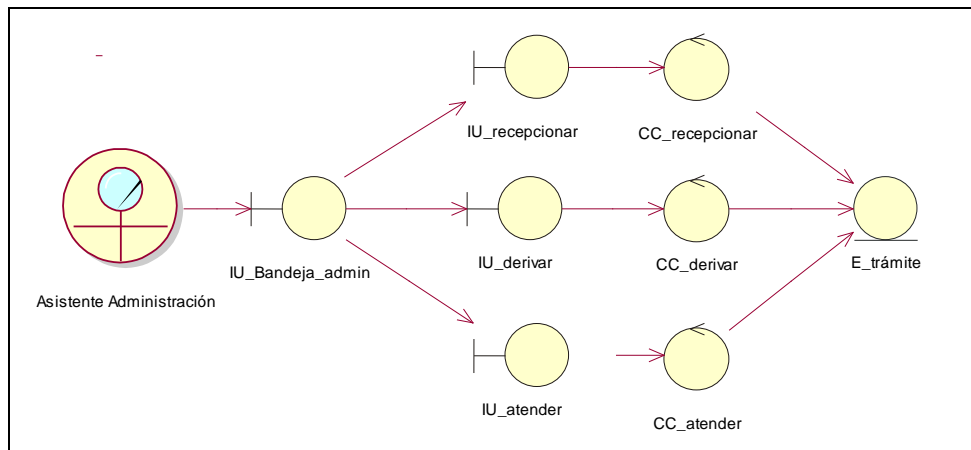 IU_recepcionar
CC_recepcionar
IU_Bandeja_admin
IU_derivar
CC_derivar
E_trámite
Asistente Administración
IU_atender
CC_atender